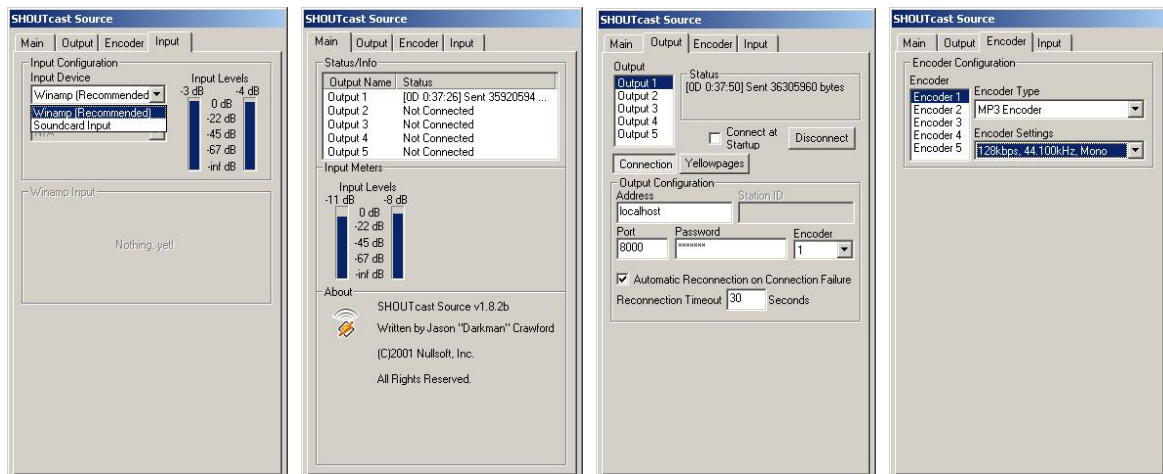 SHOUTcast Source
Main Output Encoder Input
Input Configuration
Input Device
Input Levels
Winamp (Recommended
-3 dB -4 dB
0 dB
-22 dB
-45 dB
-67 dB
-inf dB
Winamp (Recommended)
Soundcard Input
N/A
Winamp Input
Nothing, yet!
SHOUTcast Source
Main Output Encoder Input
Status/Info
Output Name Status
Output 1 [0D 0:37:26] Sent 35920594 ...
Output 2 Not Connected
Output 3 Not Connected
Output 4 Not Connected
Output 5 Not Connected
Input Meters
Input Levels
-11 dB -8 dB
0 dB
-22 dB
-45 dB
-67 dB
-inf dB
About
SHOUTcast Source v1.8.2b
Written by Jason "Darkman" Crawford
(C)2001 Nullsoft, Inc.
All Rights Reserved.
SHOUTcast Source
Main Output Encoder Input
Output
Output 1
Output 2
Output 3
Output 4
Output 5
Status
[0D 0:37:50] Sent 36305960 bytes
Connect at
Startup
Disconnect
Connection Yellowpages
Output Configuration
Address Station ID
localhost
Port Password Encoder
8000 ******* 1
Automatic Reconnection on Connection Failure
Reconnection Timeout 30 Seconds
SHOUTcast Source
Main Output Encoder Input
Encoder Configuration
Encoder
Encoder 1
Encoder 2
Encoder 3
Encoder 4
Encoder 5
Encoder Type
MP3 Encoder
Encoder Settings
128kbps, 44.100kHz, Mono